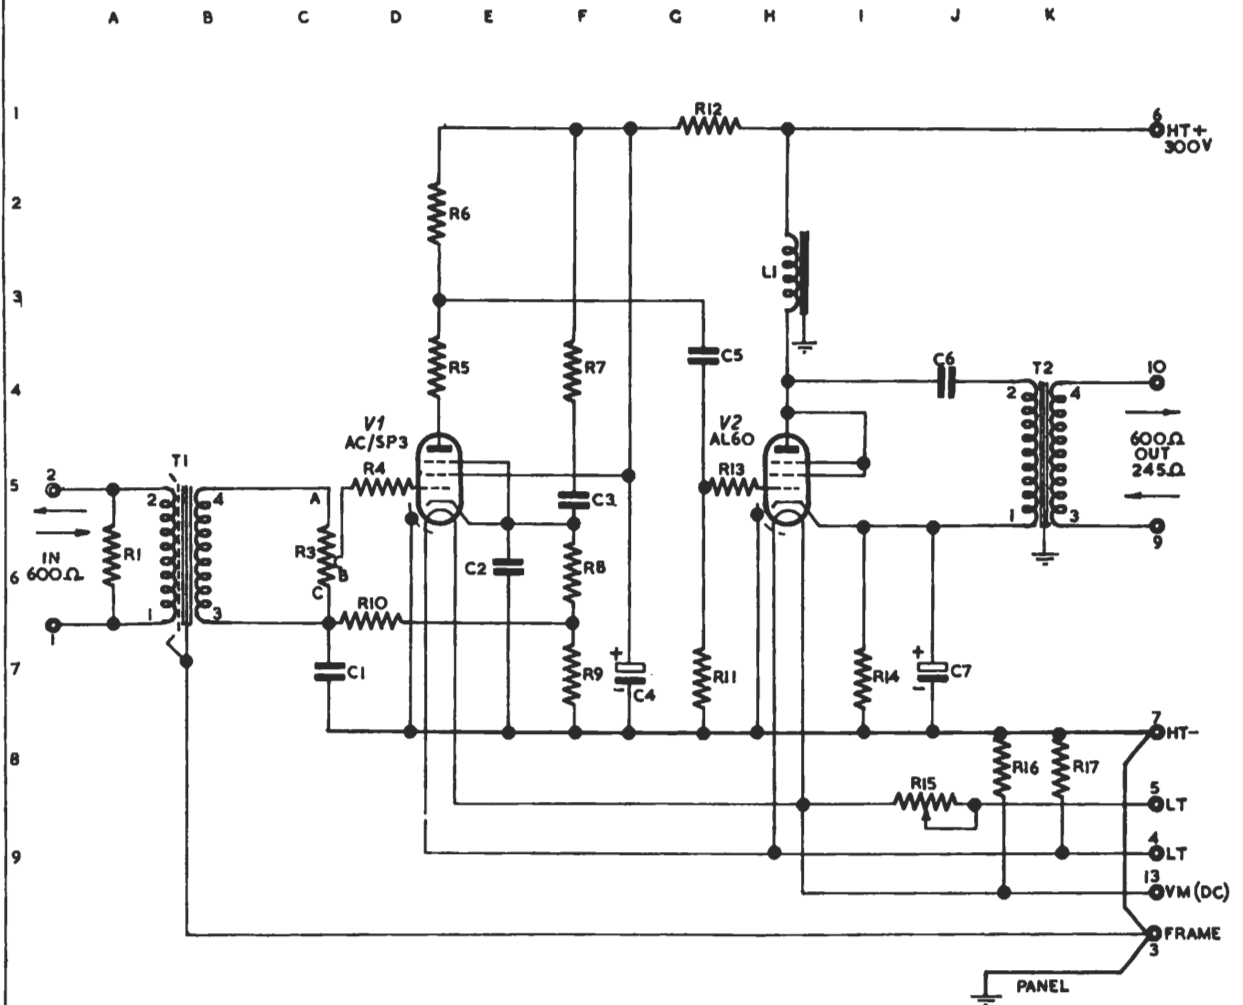 A B C D E F G H I J K
1
R12
6
HT+
300V
2
R6
L1
3
R5
R7
C5
C6
T2
4
2
4
10
V1
AC/SP3
V2
AL60
600Ω
OUT
245Ω
T1
R4
R13
5
2
2
4
A
C3
1
3
9
R1
R3
B
C
IN
600Ω
6
C2
R8
R10
1
1
3
7
C1
R9
+
-
C4
R11
R14
+
-
C7
7
HT-
8
R16
R17
R15
5
LT
4
LT
9
13
VM (DC)
FRAME
3
PANEL